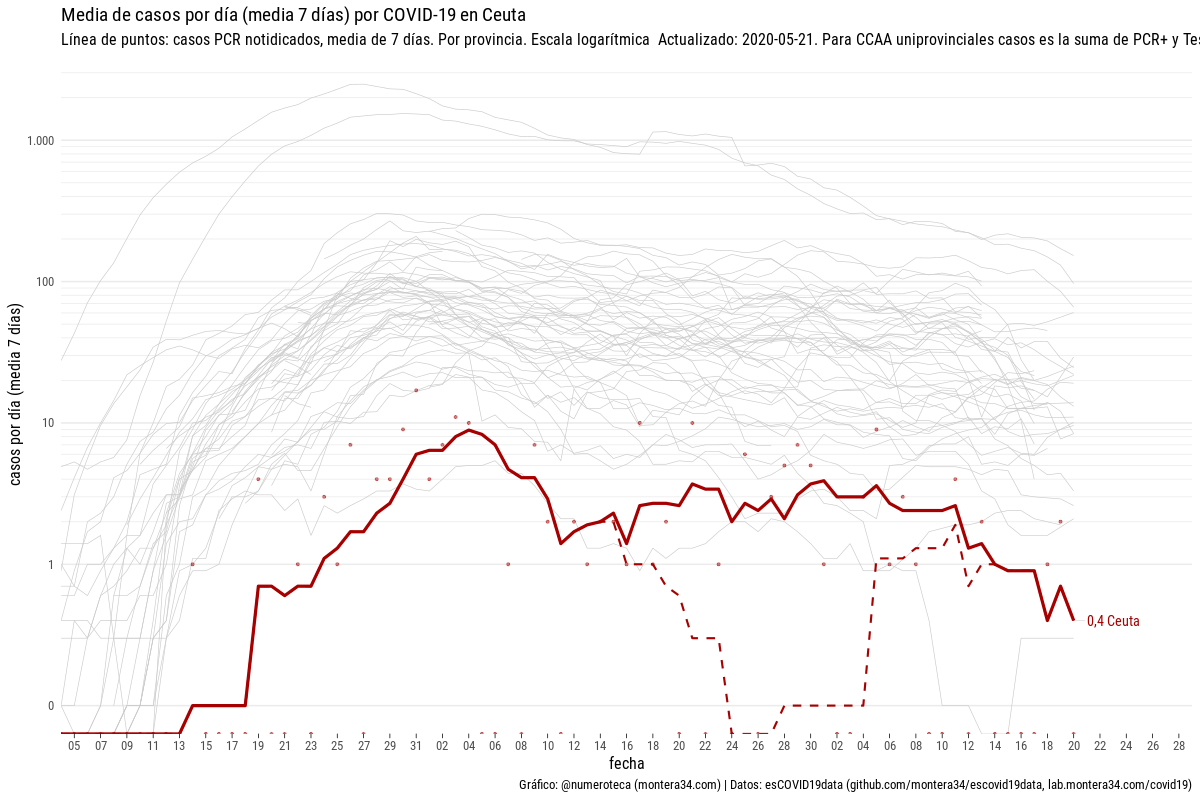 Media de casos por día (media 7 días) por COVID-19 en Ceuta
Línea de puntos: casos PCR notidicados, media de 7 días. Por provincia. Escala logarítmica  Actualizado: 2020-05-21. Para CCAA uniprovinciales casos es la suma de PCR+ y Tes
casos por día (media 7 días)
1.000
100
10
1
0
0,4 Ceuta
05 07 09 11 13 15 17 19 21 23 25 27 29 31 02 04 06 08 10 12 14 16 18 20 22 24 26 28 30 02 04 06 08 10 12 14 16 18 20 22 24 26 28
fecha
Gráfico: @numeroteca (montera34.com) | Datos: esCOVID19data (github.com/montera34/escovid19data, lab.montera34.com/covid19)